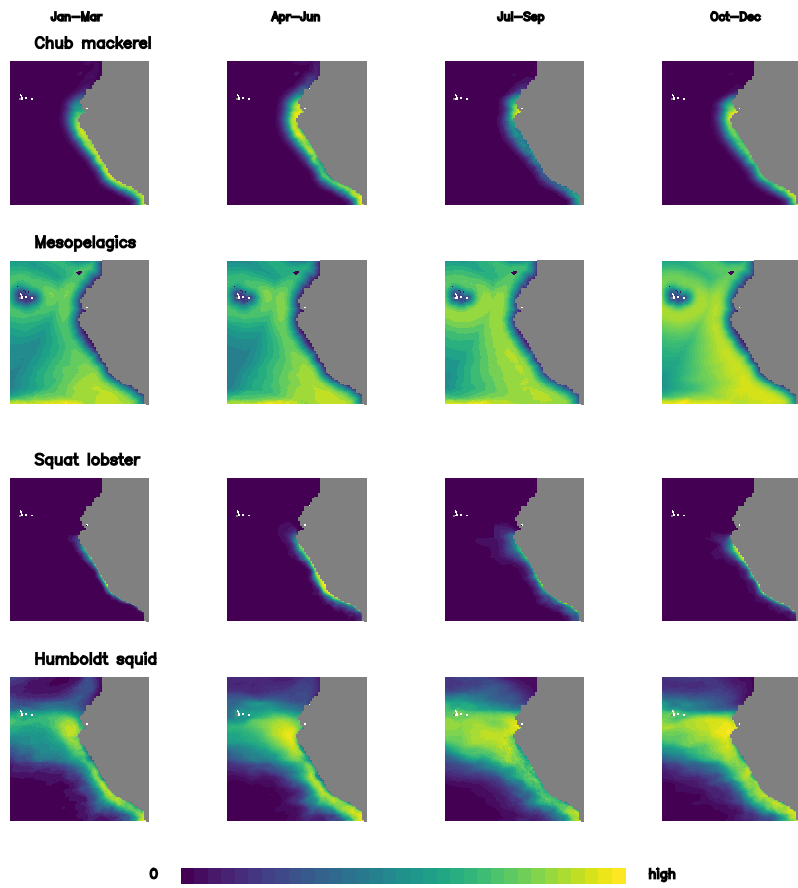 Jan–Mar Apr–Jun Jul–Sep Oct–Dec
Chub mackerel
Mesopelagics
Squat lobster
Humboldt squid
0 high